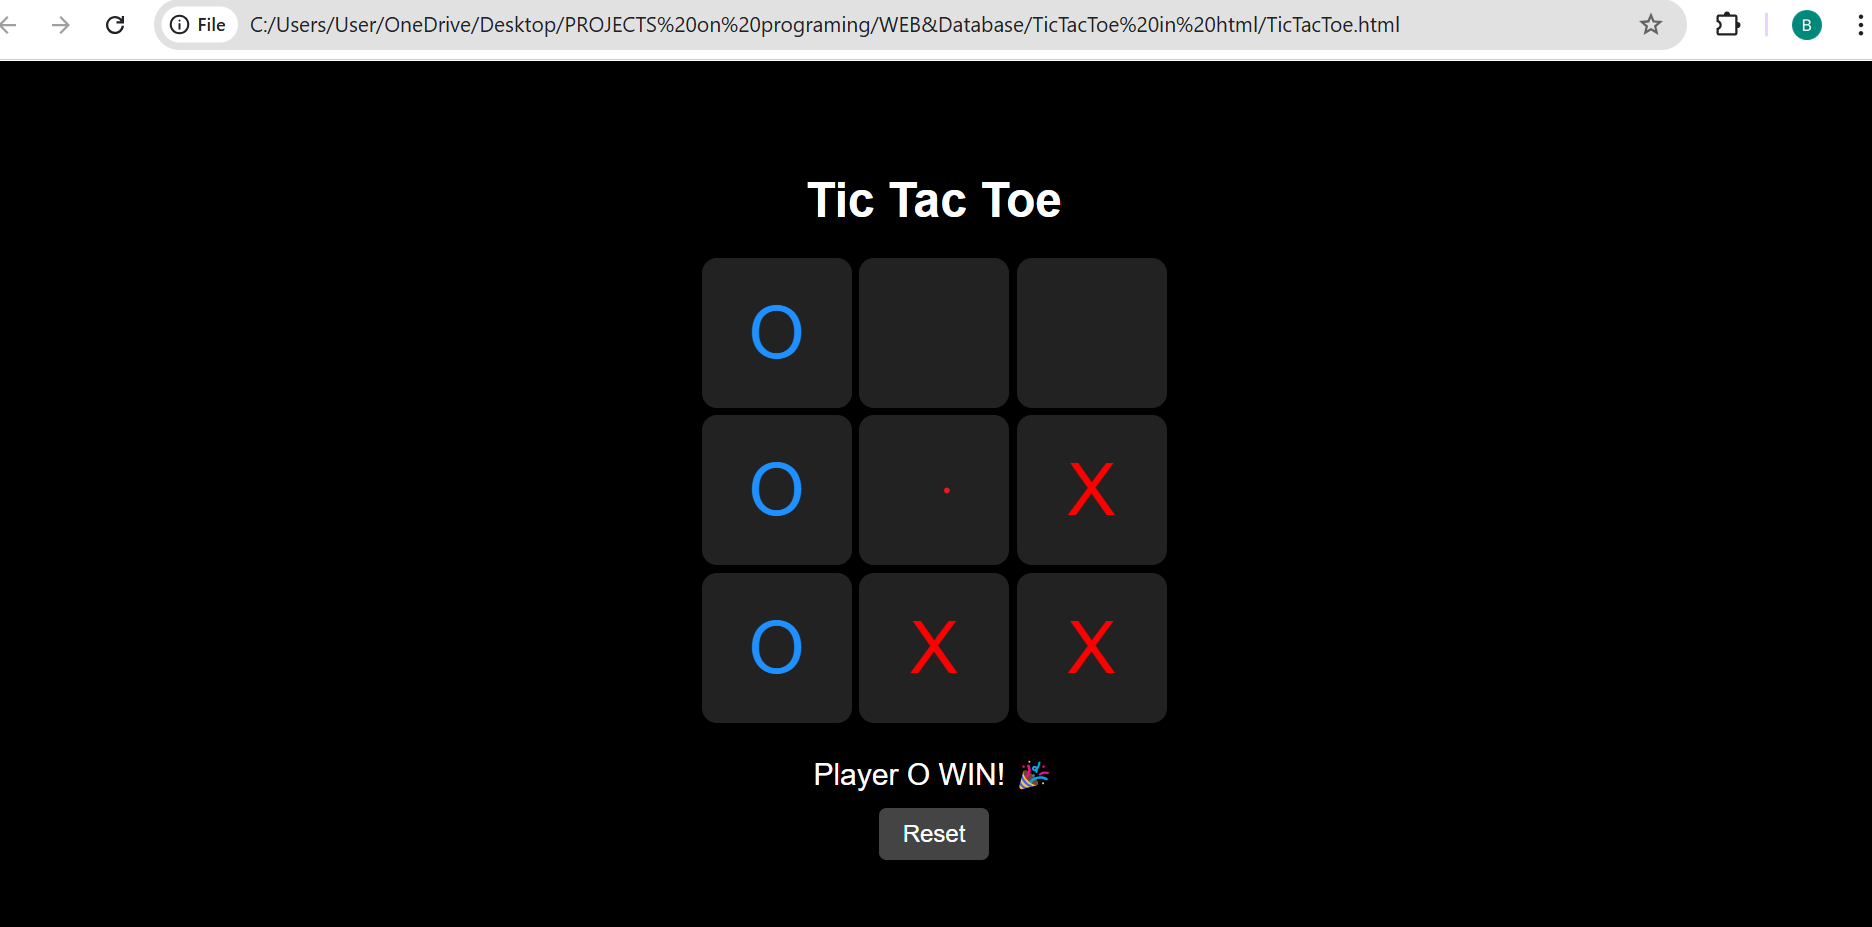 File C:/Users/User/OneDrive/Desktop/PROJECTS%20on%20programing/WEB&Database/TicTacToe%20in%20html/TicTacToe.html B
Tic Tac Toe
O
O X
O X X
Player O WIN! 🎉
Reset